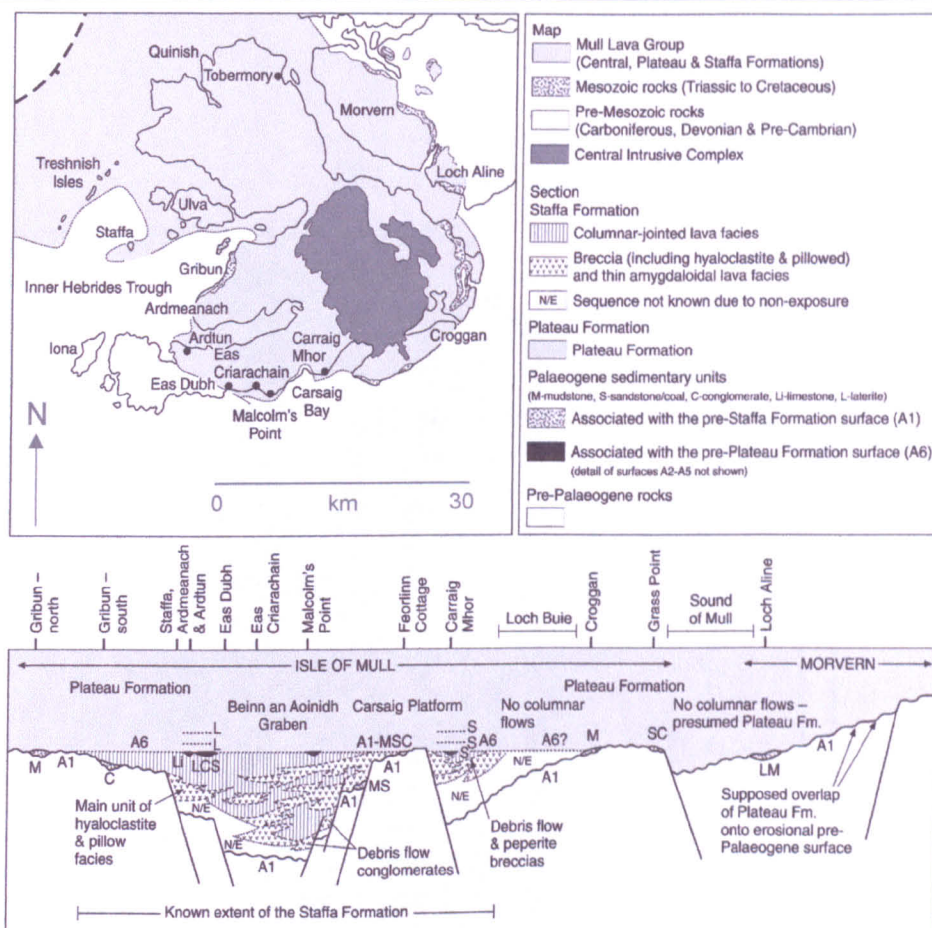 Quinish
Tobermory
Morvern
Treshnish
Isles
Ulva
Loch Aline
Staffa
Gribun
Inner Hebrides Trough
Ardmeanach
Iona
Ardtun
Eas
Criarachain
Carraig
Mhor
Croggan
Eas Dubh
Malcolm's
Point
Carsaig
Bay
N
0 km 30
Map
Mull Lava Group
(Central, Plateau & Staffa Formations)
Mesozoic rocks (Triassic to Cretaceous)
Pre-Mesozoic rocks
(Carboniferous, Devonian & Pre-Cambrian)
Central Intrusive Complex
Section
Staffa Formation
Columnar-jointed lava facies
Breccia (including hyaloclastite & pillowed)
and thin amygdaloidal lava facies
N/E Sequence not known due to non-exposure
Plateau Formation
Plateau Formation
Palaeogene sedimentary units
(M-mudstone, S-sandstone/coal, C-conglomerate, Li-limestone, L-laterite)
Associated with the pre-Staffa Formation surface (A1)
Associated with the pre-Plateau Formation surface (A6)
(detail of surfaces A2-A5 not shown)
Pre-Palaeogene rocks
Gribun –
north
Gribun –
south
Staffa,
Ardmeanach
& Ardtun
Eas Dubh
Eas
Criarachain
Malcolm's
Point
Feorlinn
Cottage
Carraig
Mhor
Loch Buie
Croggan
Grass Point
Sound
of Mull
Loch Aline
ISLE OF MULL
MORVERN
Plateau Formation
Beinn an Aoinidh
Graben
Carsaig Platform
No columnar
flows
Plateau Formation
No columnar flows –
presumed Plateau Fm.
M A1 C A6 Li L L LCS A1-MSC A1 MS A1 S S S A6 A6? N/E A1 M SC LM A1
N/E N/E A1 N/E
Main unit of
hyaloclastite
& pillow
facies
Debris flow
conglomerates
Debris flow
& peperite
breccias
Supposed overlap
of Plateau Fm.
onto erosional pre-
Palaeogene surface
Known extent of the Staffa Formation